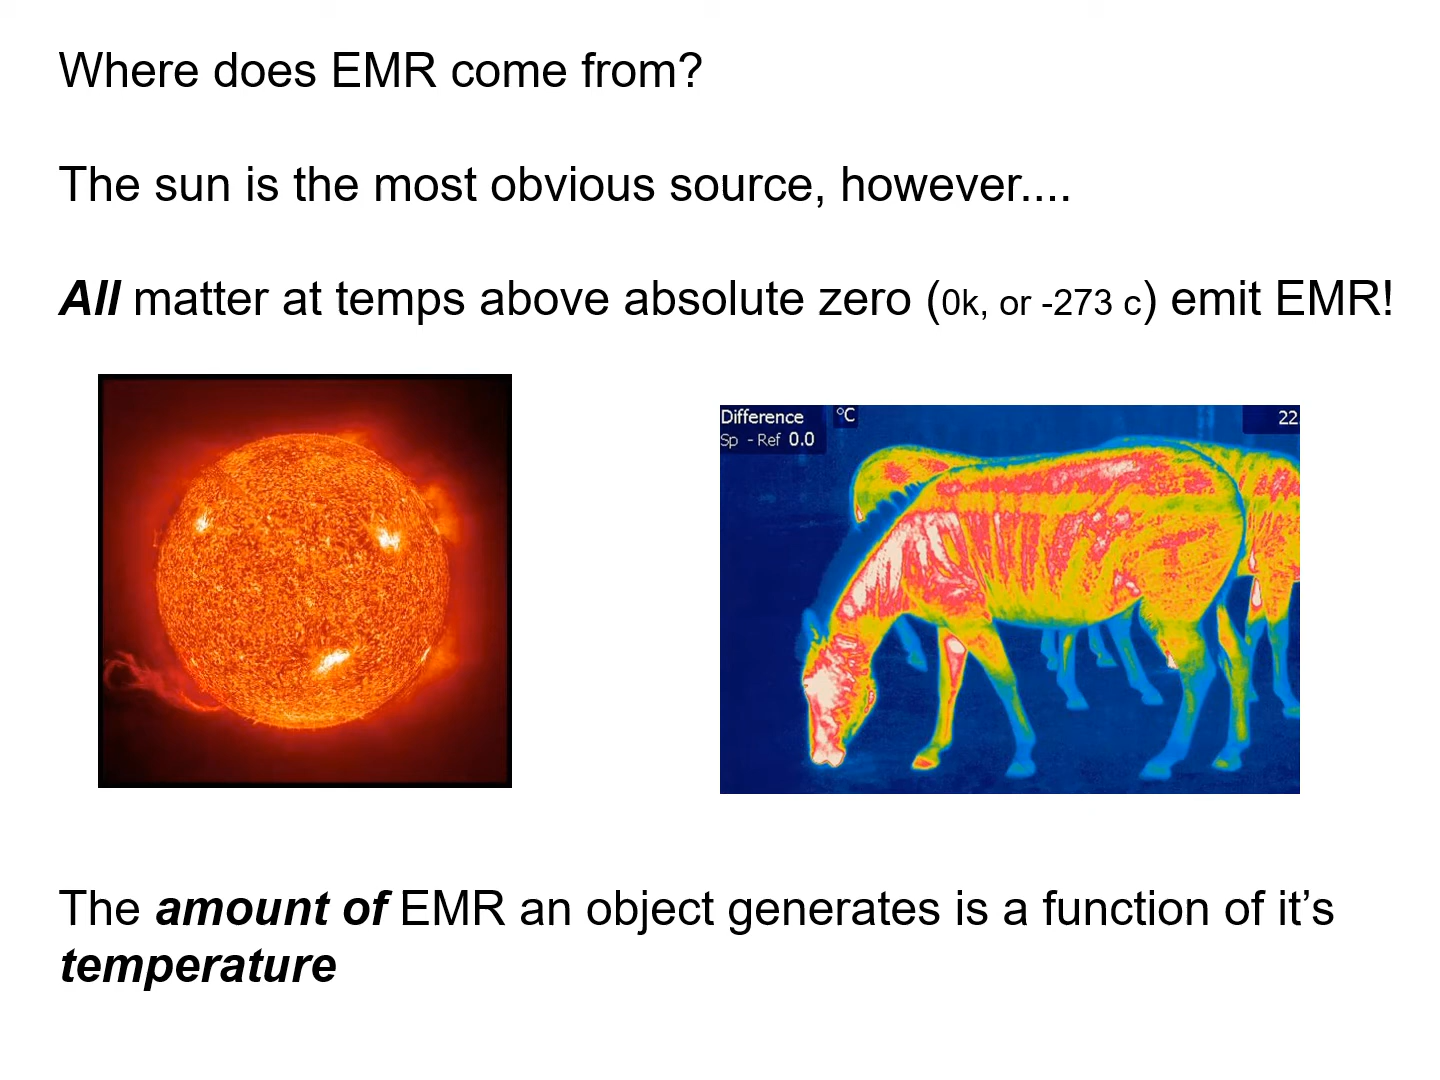 Where does EMR come from?
The sun is the most obvious source, however....
All matter at temps above absolute zero (0k, or -273 c) emit EMR!
Difference °C 22
Sp - Ref 0.0
The amount of EMR an object generates is a function of it’s
temperature